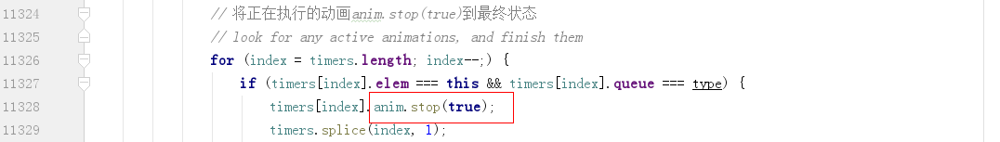 11324 // 将正在执行的动画anim.stop(true)到最终状态
11325 // look for any active animations, and finish them
11326 for (index = timers.length; index--;) {
11327 if (timers[index].elem === this && timers[index].queue === type) {
11328 timers[index].anim.stop(true);
11329 timers.splice(index, 1);